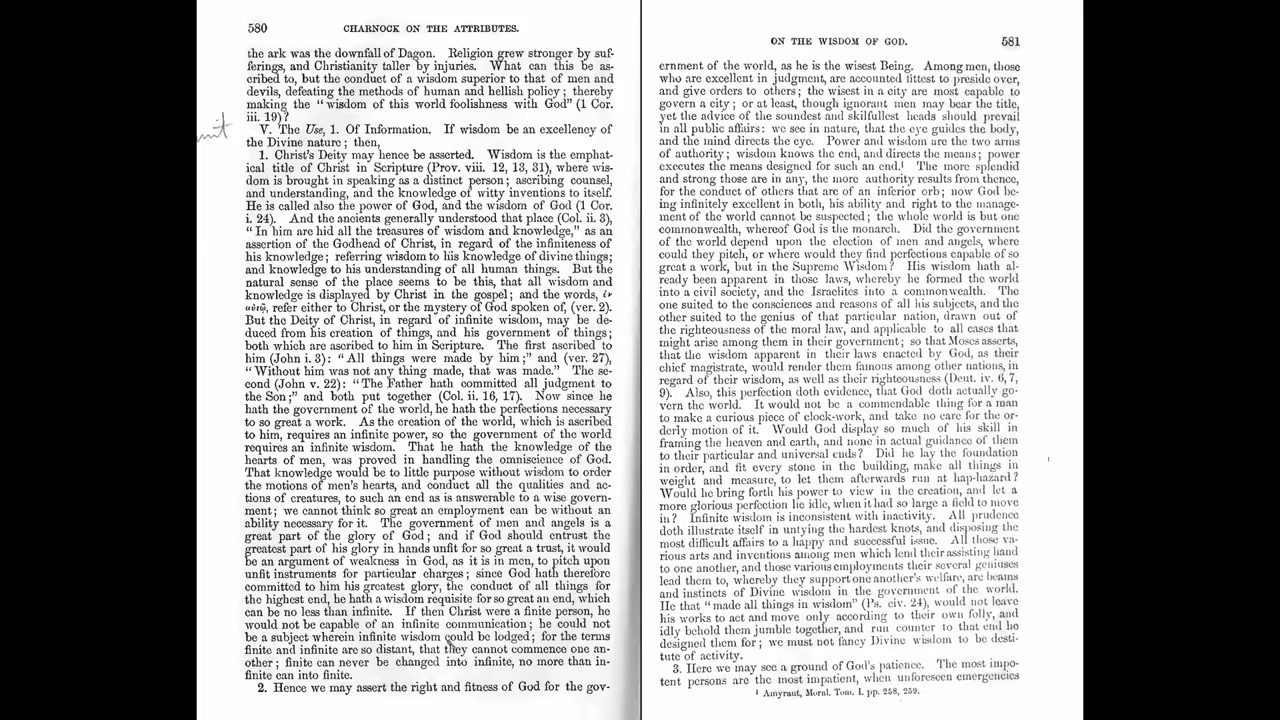 580
CHARNOCK ON THE ATTRIBUTES.
the ark was the downfall of Dagon. Religion grew stronger by suf-
ferings, and Christianity taller by injuries. What can this be as-
cribed to, but the conduct of a wisdom superior to that of men and
devils, defeating the methods of human and hellish policy; thereby
making the “wisdom of this world foolishness with God” (1 Cor.
iii. 19)?
V. The Use, 1. Of Information. If wisdom be an excellency of
the Divine nature; then,
1. Christ's Deity may hence be asserted. Wisdom is the emphat-
ical title of Christ in Scripture (Prov. viii. 12, 13, 31), where wis-
dom is brought in speaking as a distinct person; ascribing counsel,
and understanding, and the knowledge of witty inventions to itself.
He is called also the power of God, and the wisdom of God (1 Cor.
i. 24). And the ancients generally understood that place (Col. ii. 3),
“In him are hid all the treasures of wisdom and knowledge,” as an
assertion of the Godhead of Christ, in regard of the infiniteness of
his knowledge; referring wisdom to his knowledge of divine things;
and knowledge to his understanding of all human things. But the
natural sense of the place seems to be this, that all wisdom and
knowledge is displayed by Christ in the gospel; and the words, ἐν
αὐτῷ, refer either to Christ, or the mystery of God spoken of, (ver. 2).
But the Deity of Christ, in regard of infinite wisdom, may be de-
duced from his creation of things, and his government of things;
both which are ascribed to him in Scripture. The first ascribed to
him (John i. 3): “All things were made by him;” and (ver. 27),
“Without him was not any thing made, that was made.” The se-
cond (John v. 22): “The Father hath committed all judgment to
the Son;” and both put together (Col. ii. 16, 17). Now since he
hath the government of the world, he hath the perfections necessary
to so great a work. As the creation of the world, which is ascribed
to him, requires an infinite power, so the government of the world
requires an infinite wisdom. That he hath the knowledge of the
hearts of men, was proved in handling the omniscience of God.
That knowledge would be to little purpose without wisdom to order
the motions of men's hearts, and conduct all the qualities and ac-
tions of creatures, to such an end as is answerable to a wise govern-
ment; we cannot think so great an employment can be without an
ability necessary for it. The government of men and angels is a
great part of the glory of God; and if God should entrust the
greatest part of his glory in hands unfit for so great a trust, it would
be an argument of weakness in God, as it is in men, to pitch upon
unfit instruments for particular charges; since God hath therefore
committed to him his greatest glory, the conduct of all things for
the highest end, he hath a wisdom requisite for so great an end, which
can be no less than infinite. If then Christ were a finite person, he
would not be capable of an infinite communication; he could not
be a subject wherein infinite wisdom could be lodged; for the terms
finite and infinite are so distant, that they cannot commence one an-
other; finite can never be changed into infinite, no more than in-
finite can into finite.
2. Hence we may assert the right and fitness of God for the gov-
ON THE WISDOM OF GOD.
581
ernment of the world, as he is the wisest Being. Among men, those
who are excellent in judgment, are accounted fittest to preside over,
and give orders to others; the wisest in a city are most capable to
govern a city; or at least, though ignorant men may bear the title,
yet the advice of the soundest and skilfullest heads should prevail
in all public affairs: we see in nature, that the eye guides the body,
and the mind directs the eye. Power and wisdom are the two arms
of authority; wisdom knows the end, and directs the means; power
executes the means designed for such an end.¹ The more splendid
and strong those are in any, the more authority results from thence,
for the conduct of others that are of an inferior orb; now God be-
ing infinitely excellent in both, his ability and right to the manage-
ment of the world cannot be suspected; the whole world is but one
commonwealth, whereof God is the monarch. Did the government
of the world depend upon the election of men and angels, where
could they pitch, or where would they find perfections capable of so
great a work, but in the Supreme Wisdom? His wisdom hath al-
ready been apparent in those laws, whereby he formed the world
into a civil society, and the Israelites into a commonwealth. The
one suited to the consciences and reasons of all his subjects, and the
other suited to the genius of that particular nation, drawn out of
the righteousness of the moral law, and applicable to all cases that
might arise among them in their government; so that Moses asserts,
that the wisdom apparent in their laws enacted by God, as their
chief magistrate, would render them famous among other nations, in
regard of their wisdom, as well as their righteousness (Deut. iv. 6, 7,
9). Also, this perfection doth evidence, that God doth actually go-
vern the world. It would not be a commendable thing for a man
to make a curious piece of clock-work, and take no care for the or-
derly motion of it. Would God display so much of his skill in
framing the heaven and earth, and none in actual guidance of them
to their particular and universal ends? Did he lay the foundation
in order, and fit every stone in the building, make all things in
weight and measure, to let them afterwards run at hap-hazard?
Would he bring forth his power to view in the creation, and let a
more glorious perfection lie idle, when it had so large a field to move
in? Infinite wisdom is inconsistent with inactivity. All prudence
doth illustrate itself in untying the hardest knots, and disposing the
most difficult affairs to a happy and successful issue. All those va-
rious arts and inventions among men which lend their assisting hand
to one another, and those various employments their several geniuses
lead them to, whereby they support one another's welfare, are beams
and instincts of Divine wisdom in the government of the world.
He that “made all things in wisdom” (Ps. civ. 24), would not leave
his works to act and move only according to their own folly, and
idly behold them jumble together, and run counter to that end he
designed them for; we must not fancy Divine wisdom to be desti-
tute of activity.
3. Here we may see a ground of God's patience. The most impo-
tent persons are the most impatient, when unforeseen emergencies
¹ Amyrant, Moral. Tom. I. pp. 258, 259.